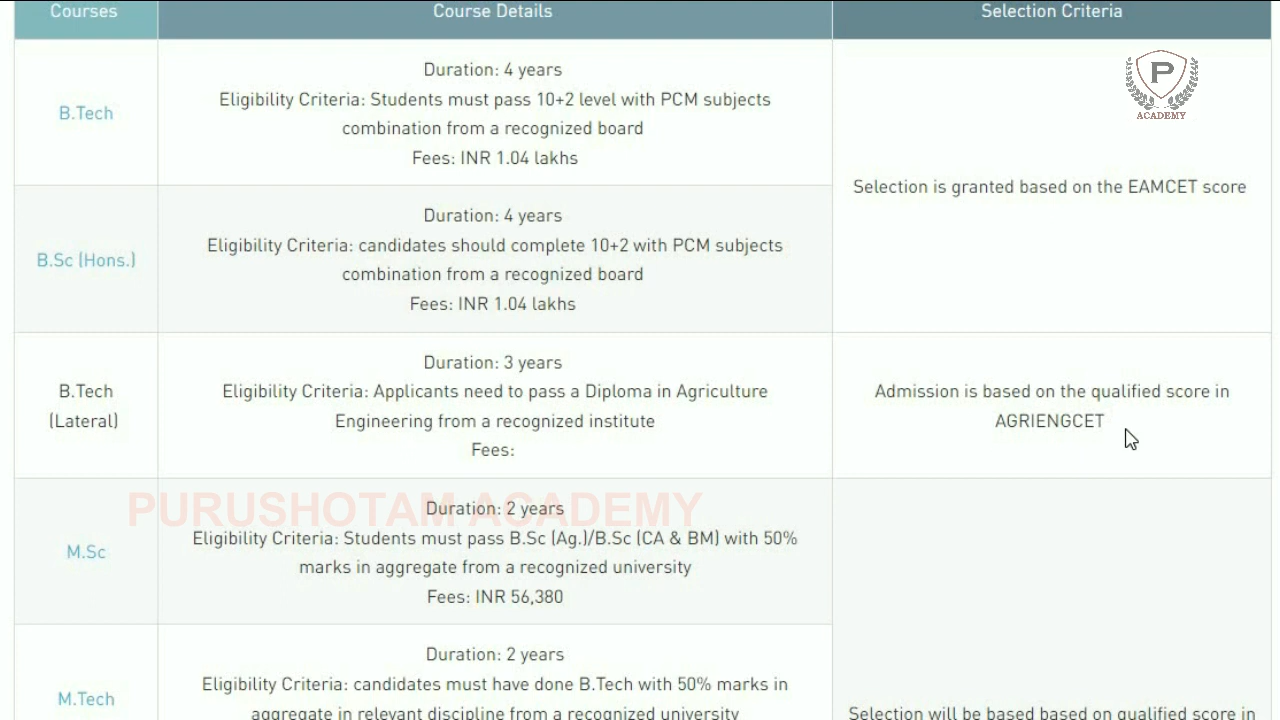 Courses
Course Details
Selection Criteria
P
ACADEMY
B.Tech
Duration: 4 years
Eligibility Criteria: Students must pass 10+2 level with PCM subjects
combination from a recognized board
Fees: INR 1.04 lakhs
Selection is granted based on the EAMCET score
B.Sc (Hons.)
Duration: 4 years
Eligibility Criteria: candidates should complete 10+2 with PCM subjects
combination from a recognized board
Fees: INR 1.04 lakhs
B.Tech
(Lateral)
Duration: 3 years
Eligibility Criteria: Applicants need to pass a Diploma in Agriculture
Engineering from a recognized institute
Fees:
Admission is based on the qualified score in
AGRIENGCET
PURUSHOTAM ACADEMY
M.Sc
Duration: 2 years
Eligibility Criteria: Students must pass B.Sc (Ag.)/B.Sc (CA & BM) with 50%
marks in aggregate from a recognized university
Fees: INR 56,380
M.Tech
Duration: 2 years
Eligibility Criteria: candidates must have done B.Tech with 50% marks in
aggregate in relevant discipline from a recognized university
Selection will be based based on qualified score in